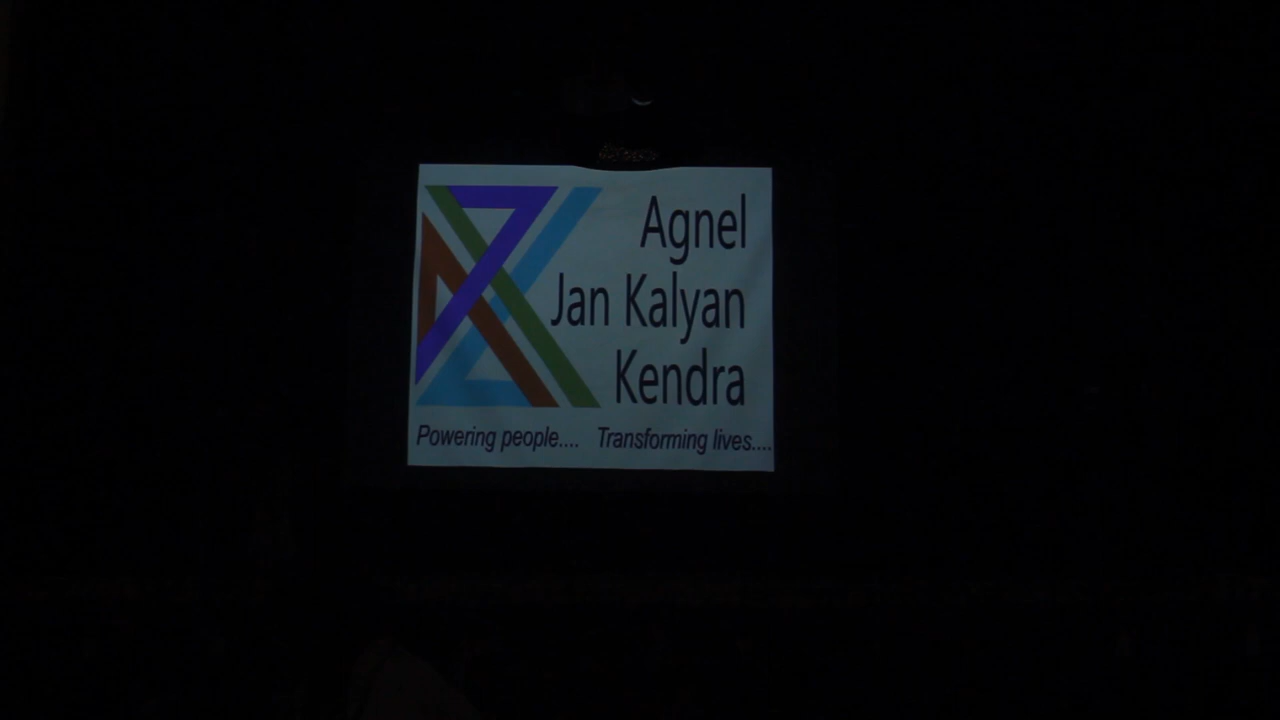 Agnel
Jan Kalyan
Kendra
Powering people.... Transforming lives....